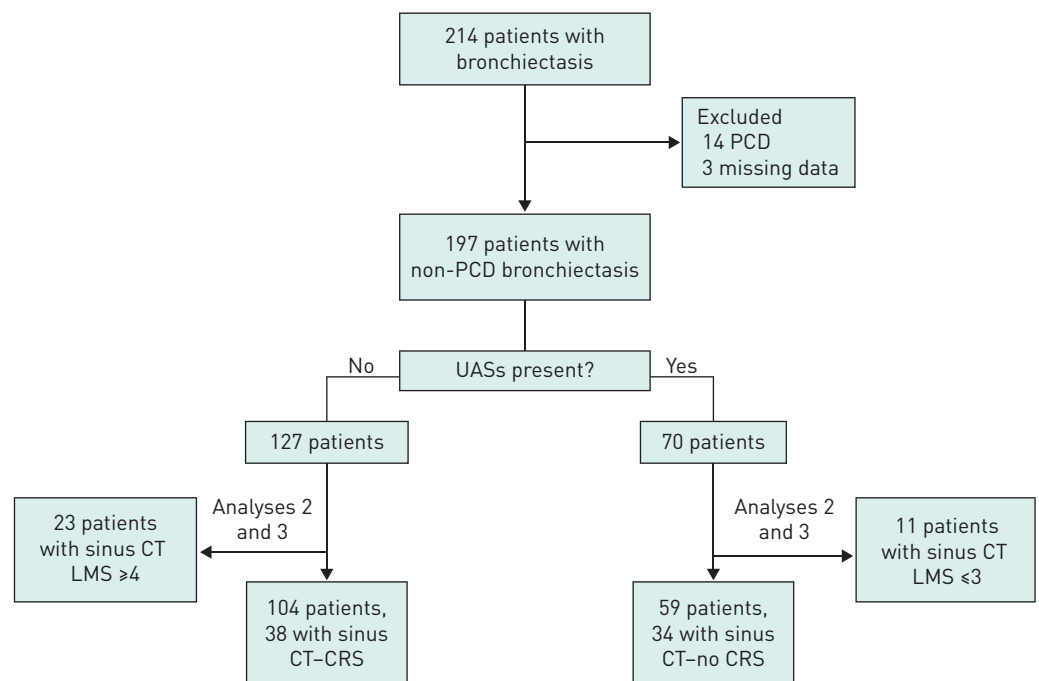 214 patients with
bronchiectasis
Excluded
14 PCD
3 missing data
197 patients with
non-PCD bronchiectasis
No
UASs present?
Yes
127 patients
70 patients
23 patients
with sinus CT
LMS ⩾4
Analyses 2
and 3
Analyses 2
and 3
11 patients
with sinus CT
LMS ⩽3
104 patients,
38 with sinus
CT–CRS
59 patients,
34 with sinus
CT–no CRS